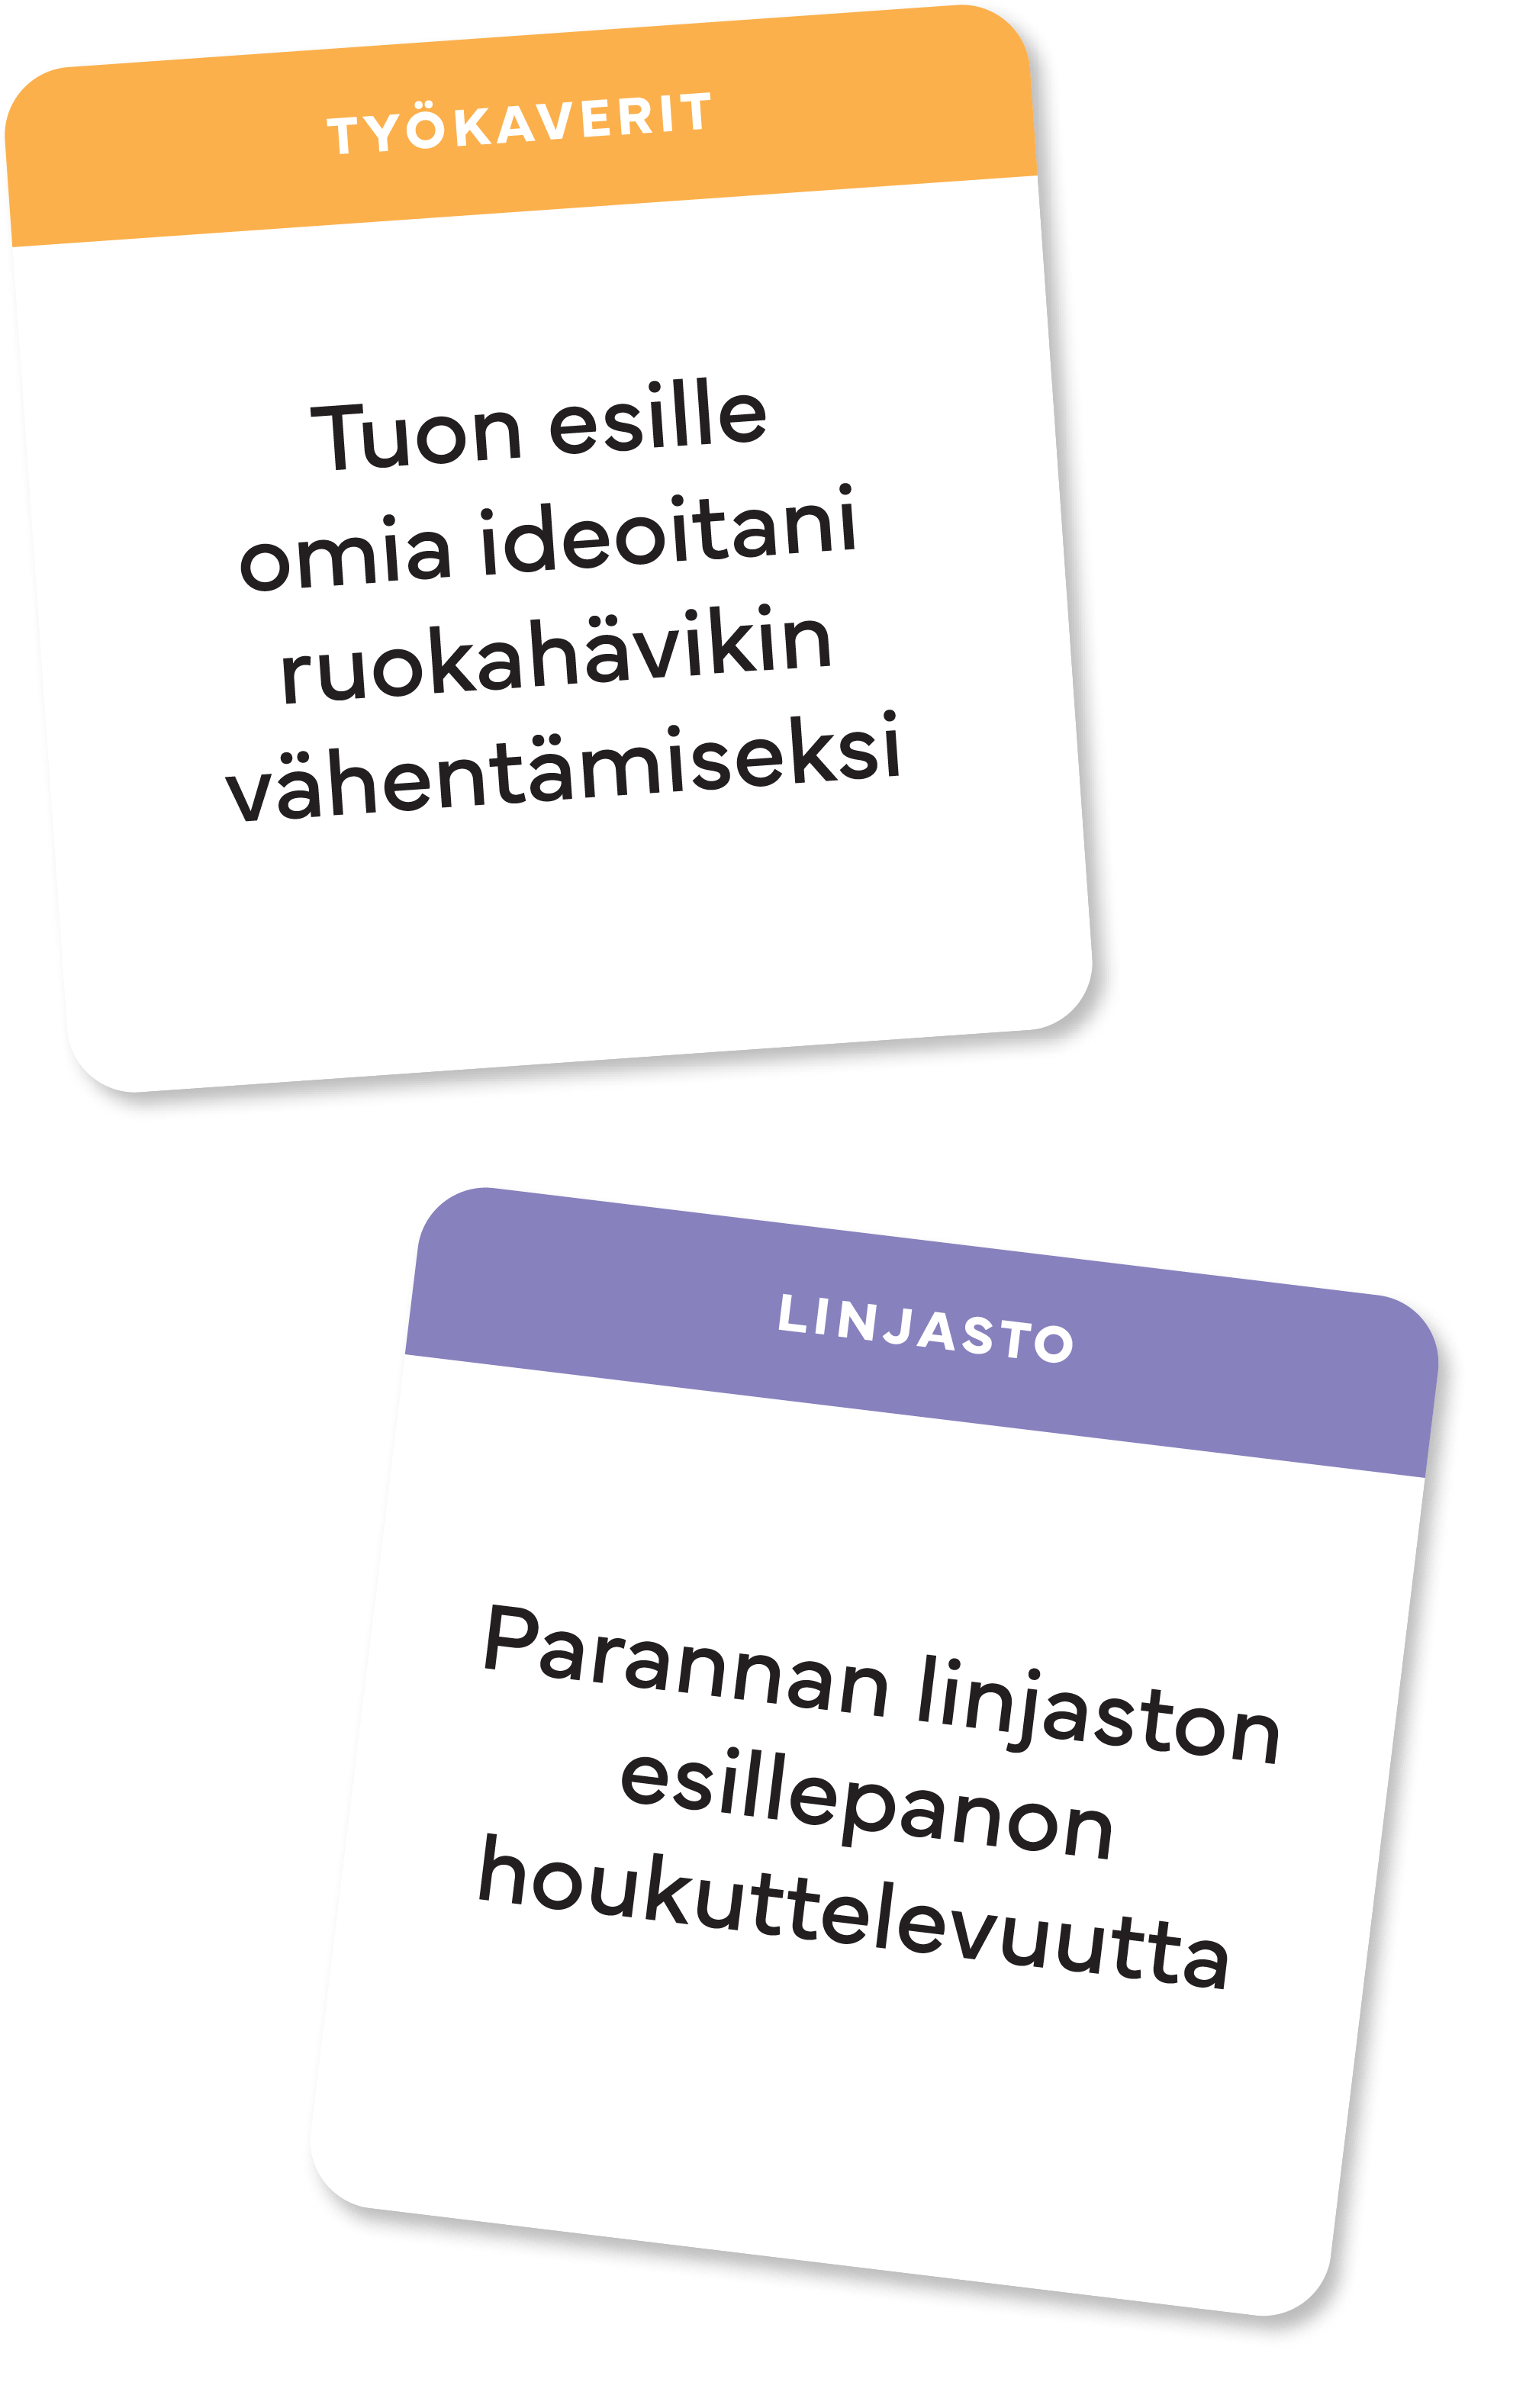 TYÖKAVERIT
Tuon esille
omia ideoitani
ruokahävikin
vähentämiseksi
LINJASTO
Parannan linjaston
esillepanon
houkuttelevuutta